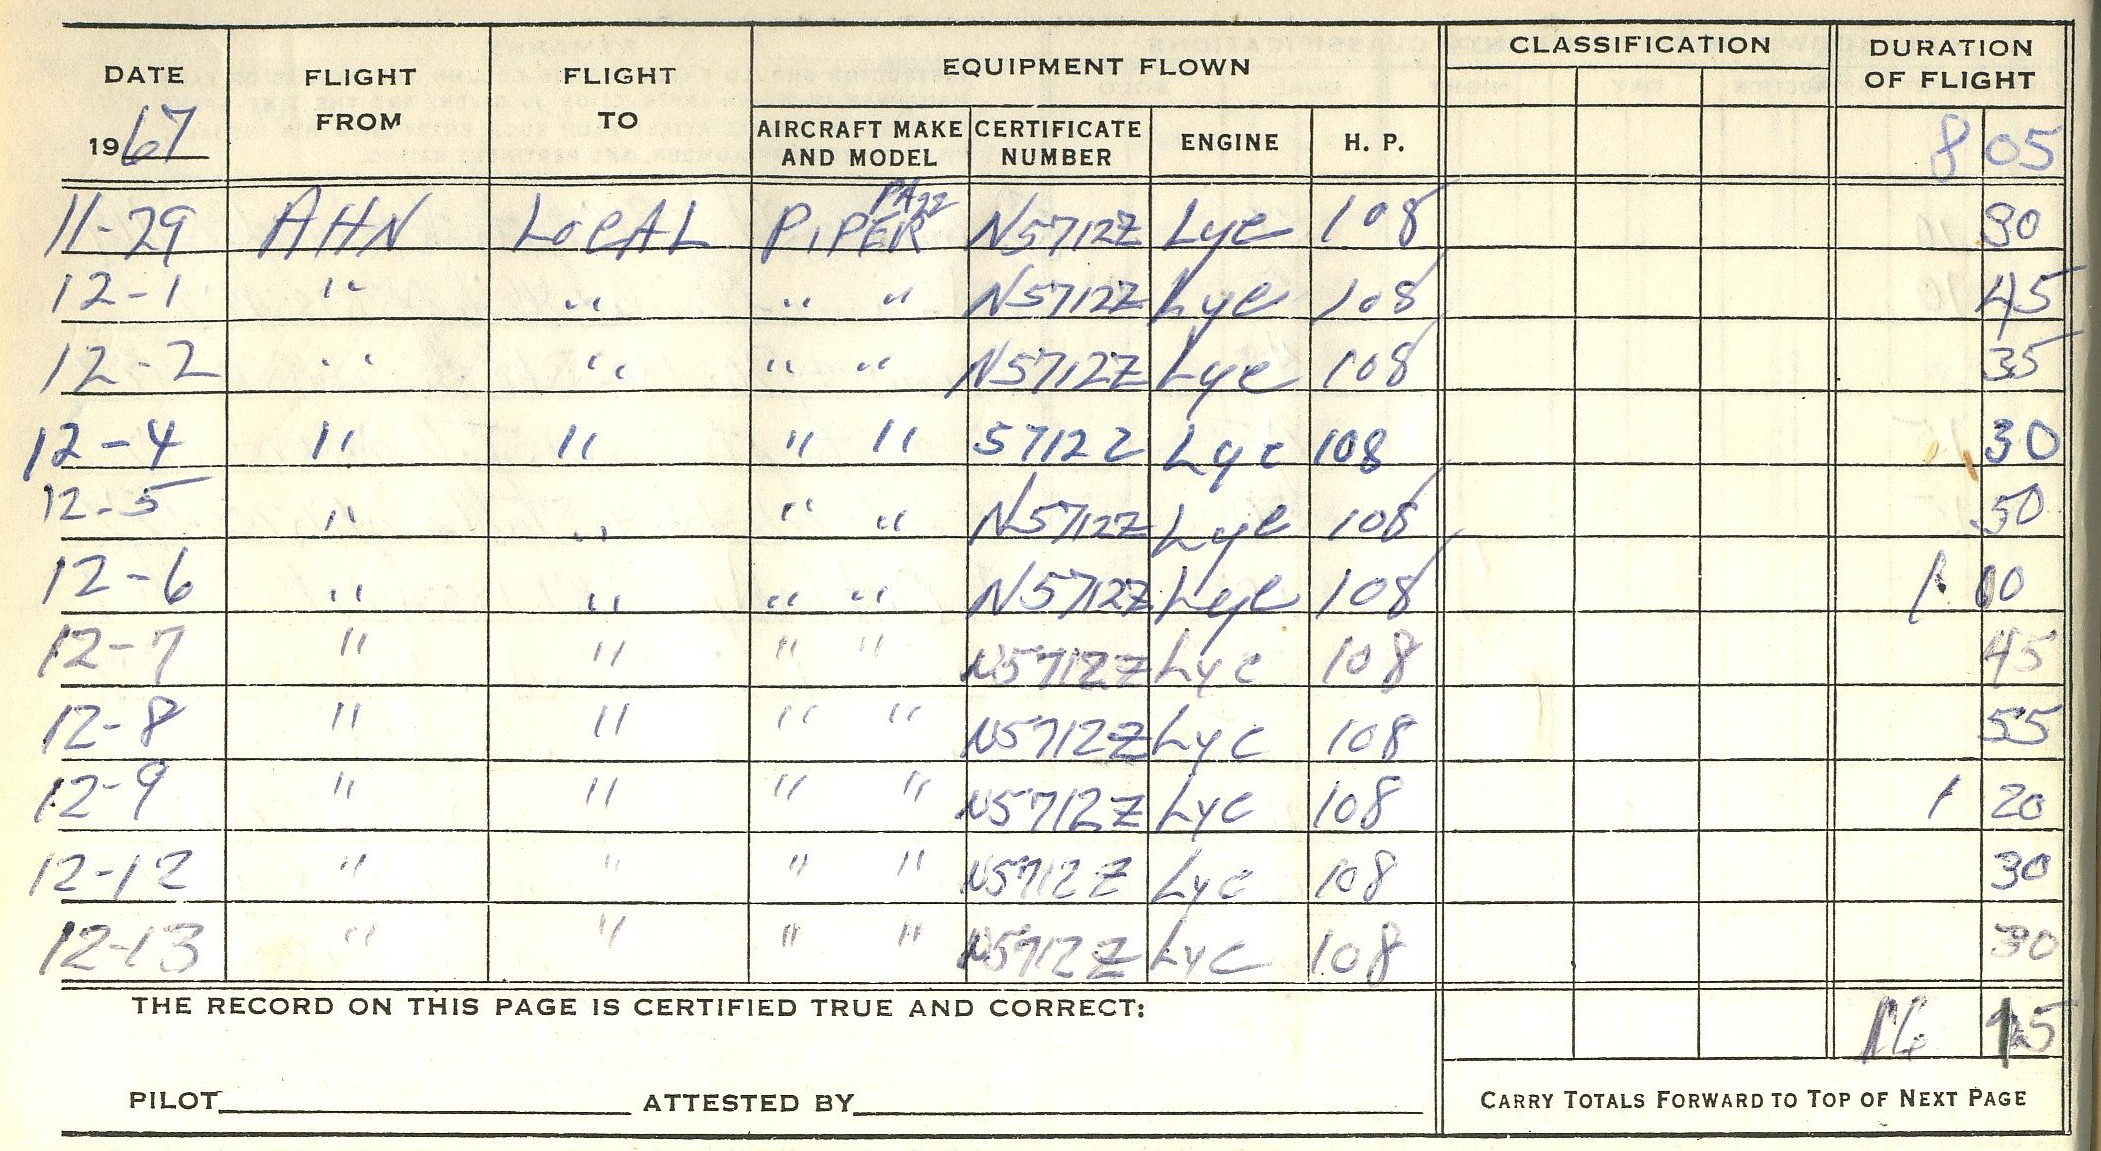 DATE FLIGHT FROM FLIGHT TO EQUIPMENT FLOWN CLASSIFICATION DURATION OF FLIGHT
1967 AIRCRAFT MAKE AND MODEL CERTIFICATE NUMBER ENGINE H. P. 8 05
11-29 AHN LOCAL PIPER PA22 N5712Z Lyc 108 30
12-1 " " " " N5712Z Lyc 108 45
12-2 " " " " N5712Z Lyc 108 35
12-4 " " " " 5712Z Lyc 108 30
12-5 " " " " N5712Z Lyc 108 50
12-6 " " " " N5712Z Lyc 108 1 10
12-7 " " " " N5712Z Lyc 108 45
12-8 " " " " N5712Z Lyc 108 55
12-9 " " " " N5712Z Lyc 108 1 20
12-12 " " " " N5712Z Lyc 108 30
12-13 " " " " N5712Z Lyc 108 30
THE RECORD ON THIS PAGE IS CERTIFIED TRUE AND CORRECT: 16 15
PILOT ATTESTED BY CARRY TOTALS FORWARD TO TOP OF NEXT PAGE